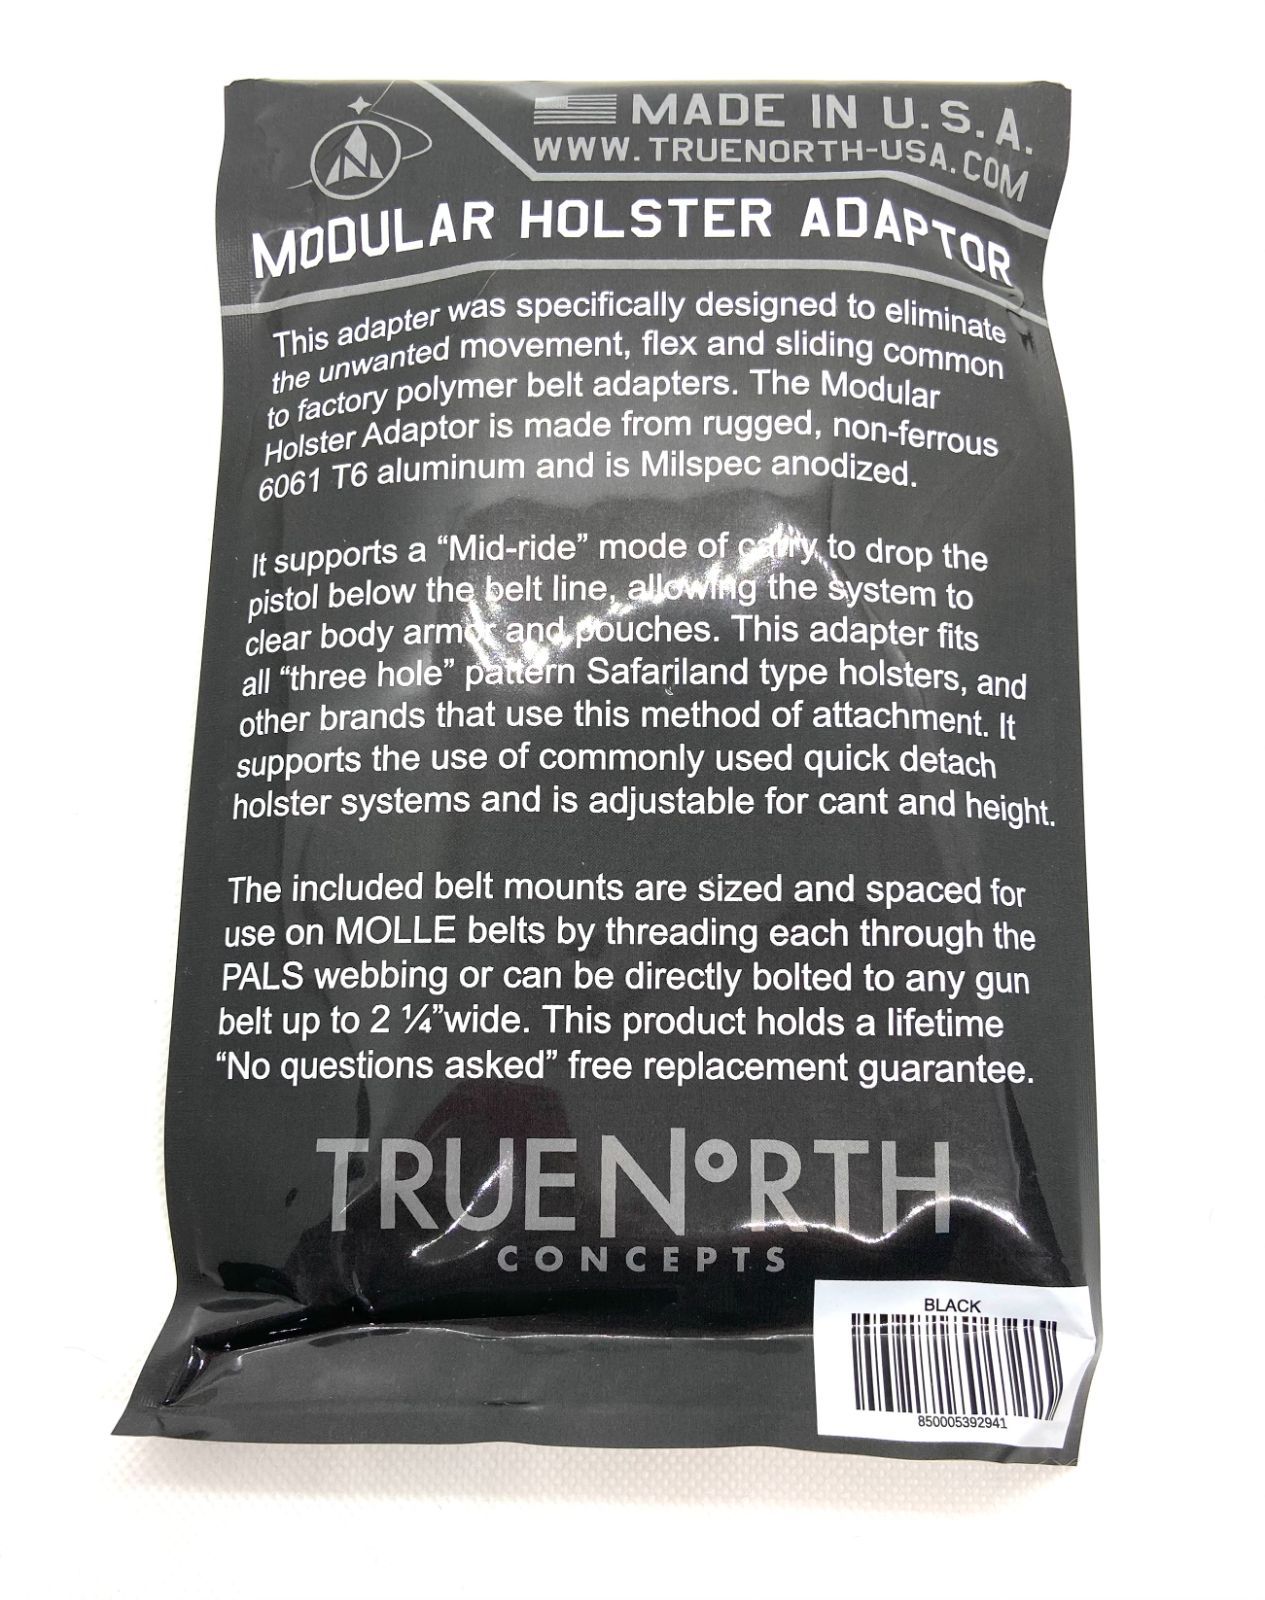 MADE IN U.S.A.
WWW.TRUENORTH-USA.COM
MODULAR HOLSTER ADAPTOR
This adapter was specifically designed to eliminate
the unwanted movement, flex and sliding common
to factory polymer belt adapters. The Modular
Holster Adaptor is made from rugged, non-ferrous
6061 T6 aluminum and is Milspec anodized.
It supports a “Mid-ride” mode of carry to drop the
pistol below the belt line, allowing the system to
clear body armor and pouches. This adapter fits
all “three hole” pattern Safariland type holsters, and
other brands that use this method of attachment. It
supports the use of commonly used quick detach
holster systems and is adjustable for cant and height.
The included belt mounts are sized and spaced for
use on MOLLE belts by threading each through the
PALS webbing or can be directly bolted to any gun
belt up to 2 ¼”wide. This product holds a lifetime
“No questions asked” free replacement guarantee.
TRUENORTH
CONCEPTS
BLACK
850005392941